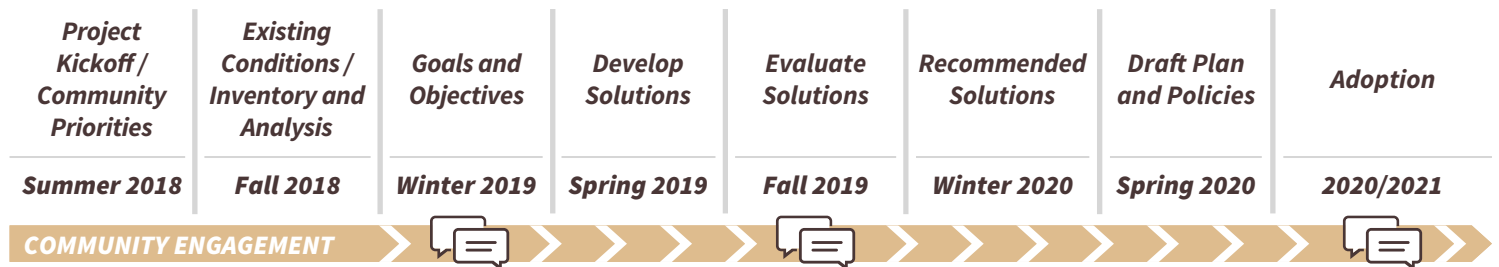 Project
Kickoff /
Community
Priorities
Existing
Conditions /
Inventory and
Analysis
Goals and
Objectives
Develop
Solutions
Evaluate
Solutions
Recommended
Solutions
Draft Plan
and Policies
Adoption
Summer 2018
Fall 2018
Winter 2019
Spring 2019
Fall 2019
Winter 2020
Spring 2020
2020/2021
COMMUNITY ENGAGEMENT